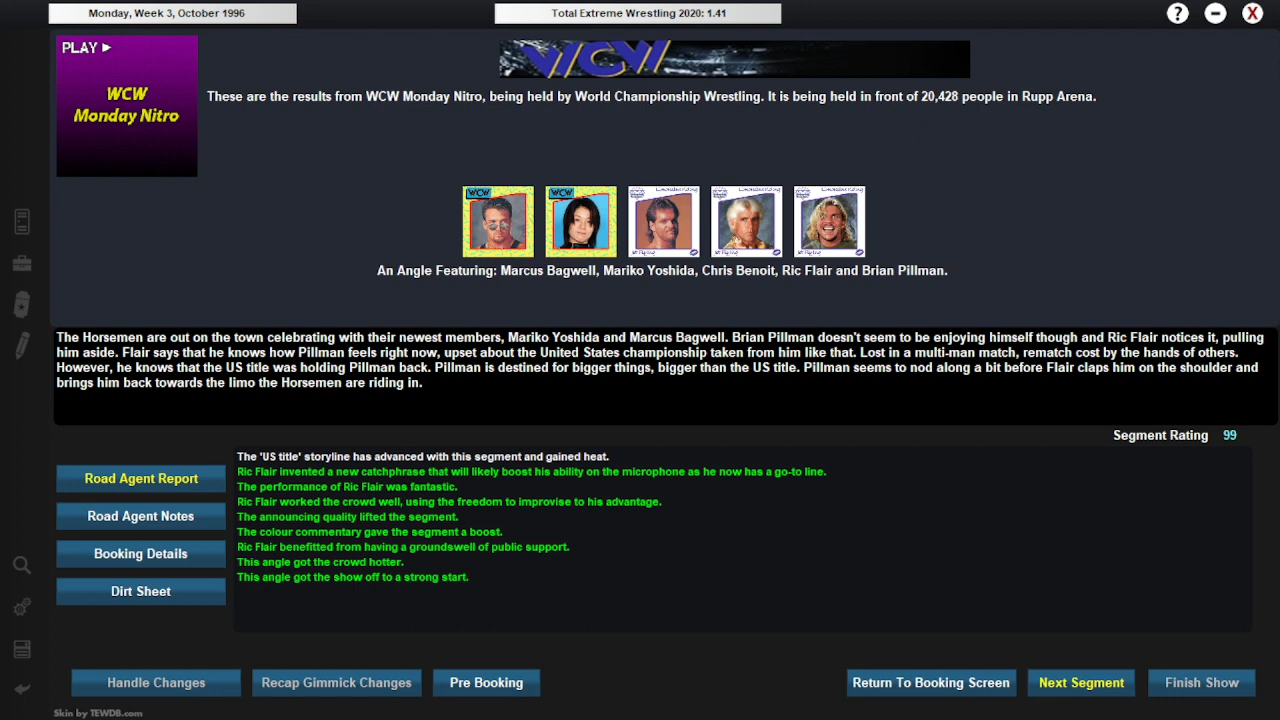 Monday, Week 3, October 1996
Total Extreme Wrestling 2020: 1.41
?
X
PLAY
WCW
WCW
Monday Nitro
These are the results from WCW Monday Nitro, being held by World Championship Wrestling. It is being held in front of 20,428 people in Rupp Arena.
WCW
WCW
An Angle Featuring: Marcus Bagwell, Mariko Yoshida, Chris Benoit, Ric Flair and Brian Pillman.
The Horsemen are out on the town celebrating with their newest members, Mariko Yoshida and Marcus Bagwell. Brian Pillman doesn't seem to be enjoying himself though and Ric Flair notices it, pulling
him aside. Flair says that he knows how Pillman feels right now, upset about the United States championship taken from him like that. Lost in a multi-man match, rematch cost by the hands of others.
However, he knows that the US title was holding Pillman back. Pillman is destined for bigger things, bigger than the US title. Pillman seems to nod along a bit before Flair claps him on the shoulder and
brings him back towards the limo the Horsemen are riding in.
Segment Rating 99
The 'US title' storyline has advanced with this segment and gained heat.
Ric Flair invented a new catchphrase that will likely boost his ability on the microphone as he now has a go-to line.
The performance of Ric Flair was fantastic.
Ric Flair worked the crowd well, using the freedom to improvise to his advantage.
The announcing quality lifted the segment.
The colour commentary gave the segment a boost.
Ric Flair benefitted from having a groundswell of public support.
This angle got the crowd hotter.
This angle got the show off to a strong start.
Road Agent Report
Road Agent Notes
Booking Details
Dirt Sheet
Handle Changes
Recap Gimmick Changes
Pre Booking
Return To Booking Screen
Next Segment
Finish Show
Skin by TEWDB.com